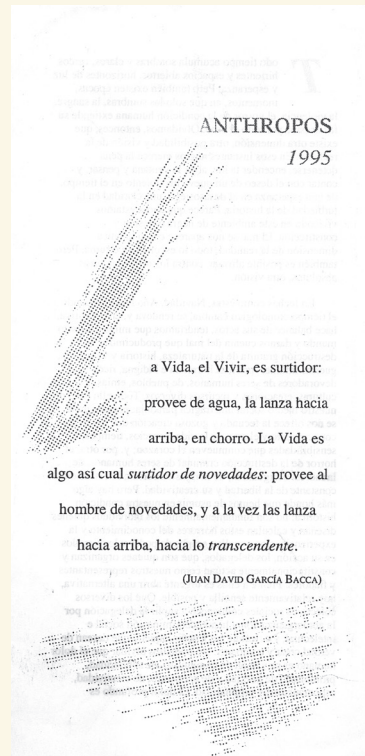 ANTHROPOS
1995
a Vida, el Vivir, es surtidor:
provee de agua, la lanza hacia
arriba, en chorro. La Vida es
algo así cual surtidor de novedades: provee al
hombre de novedades, y a la vez las lanza
hacia arriba, hacia lo transcendente.
(JUAN DAVID GARCÍA BACCA)